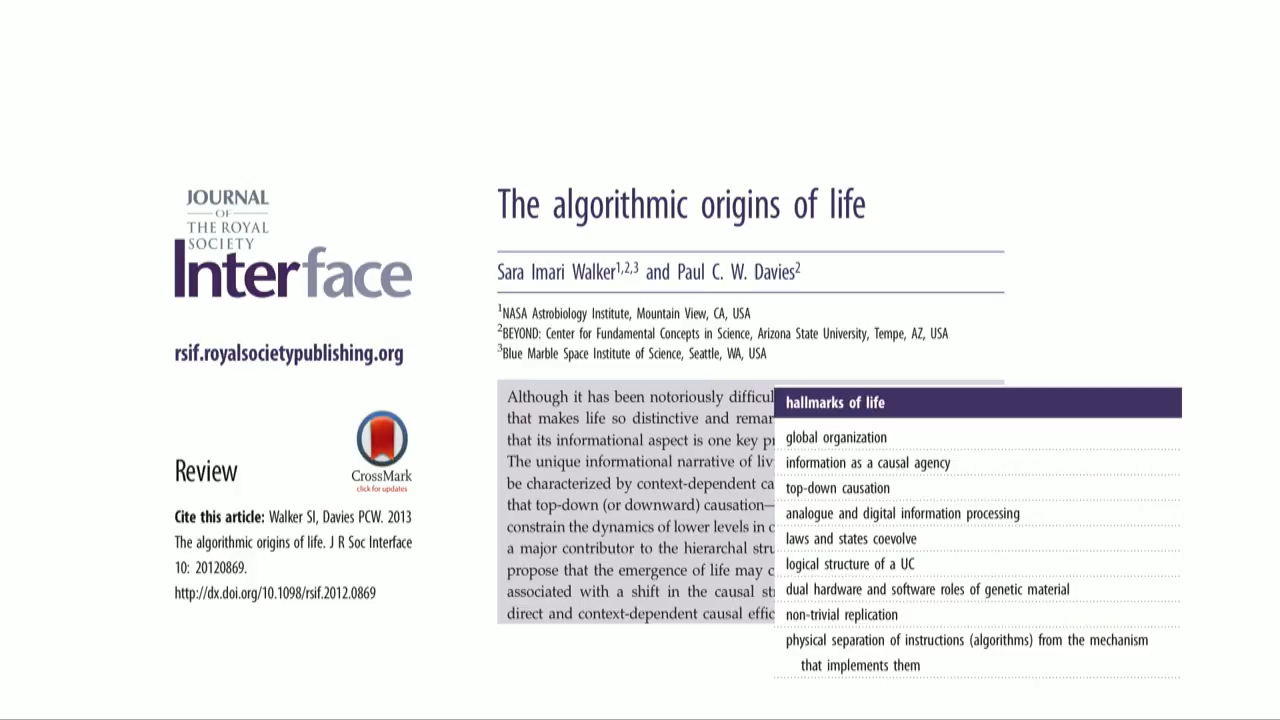 JOURNAL
OF
THE ROYAL
SOCIETY
Interface
rsif.royalsocietypublishing.org
Review
CrossMark
click for updates
Cite this article: Walker SI, Davies PCW. 2013
The algorithmic origins of life. J R Soc Interface
10: 20120869.
http://dx.doi.org/10.1098/rsif.2012.0869
The algorithmic origins of life
Sara Imari Walker1,2,3 and Paul C. W. Davies2
1NASA Astrobiology Institute, Mountain View, CA, USA
2BEYOND: Center for Fundamental Concepts in Science, Arizona State University, Tempe, AZ, USA
3Blue Marble Space Institute of Science, Seattle, WA, USA
Although it has been notoriously
that makes life so distinctive and
that its informational aspect is one key
The unique informational narrative of
be characterized by context-dependent
that top-down (or downward) causation—
constrain the dynamics of lower levels in
a major contributor to the hierarchal
propose that the emergence of life may
associated with a shift in the causal
direct and context-dependent causal
hallmarks of life
global organization
information as a causal agency
top-down causation
analogue and digital information processing
laws and states coevolve
logical structure of a UC
dual hardware and software roles of genetic material
non-trivial replication
physical separation of instructions (algorithms) from the mechanism
that implements them